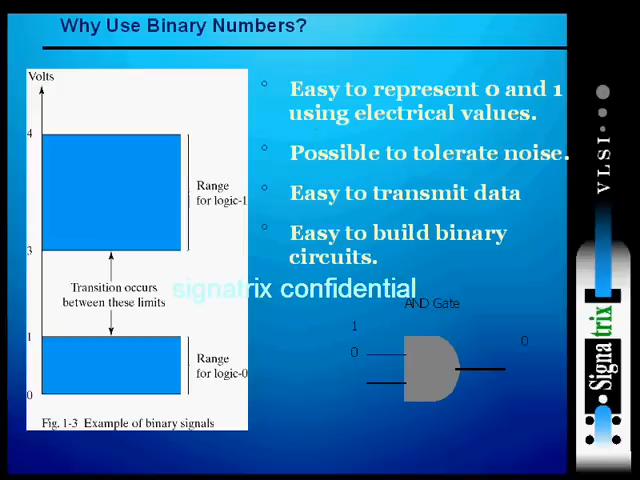 Why Use Binary Numbers?
Volts
4
3
1
0
Range
for logic-1
Transition occurs
between these limits
Range
for logic-0
Fig. 1-3 Example of binary signals
° Easy to represent 0 and 1
using electrical values.
° Possible to tolerate noise.
° Easy to transmit data
° Easy to build binary
circuits.
signatrix confidential
AND Gate
1
0
0
VLSI
Signatrix